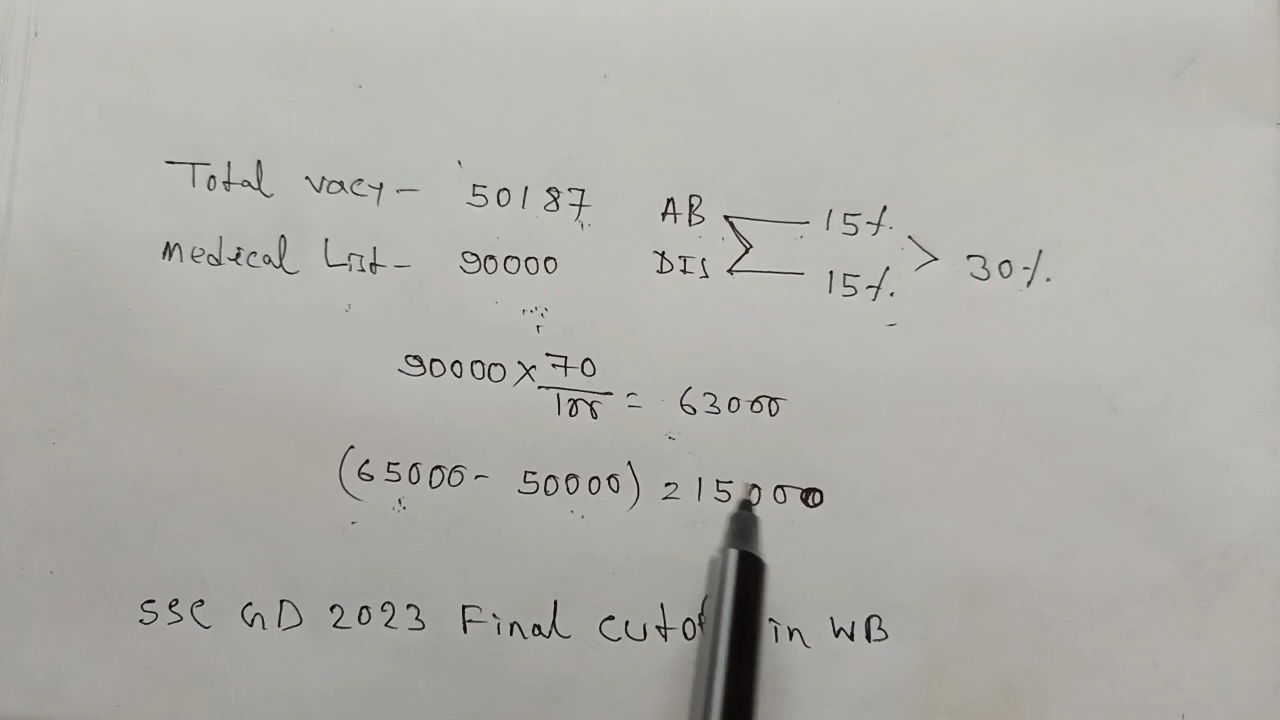 Total vacy - 50187 AB 15%
Medical List - 90000 DIS 15% > 30%
90000 × 70/100 = 63000
(65000 - 50000) = 15000
SSC GD 2023 Final cutof in WB